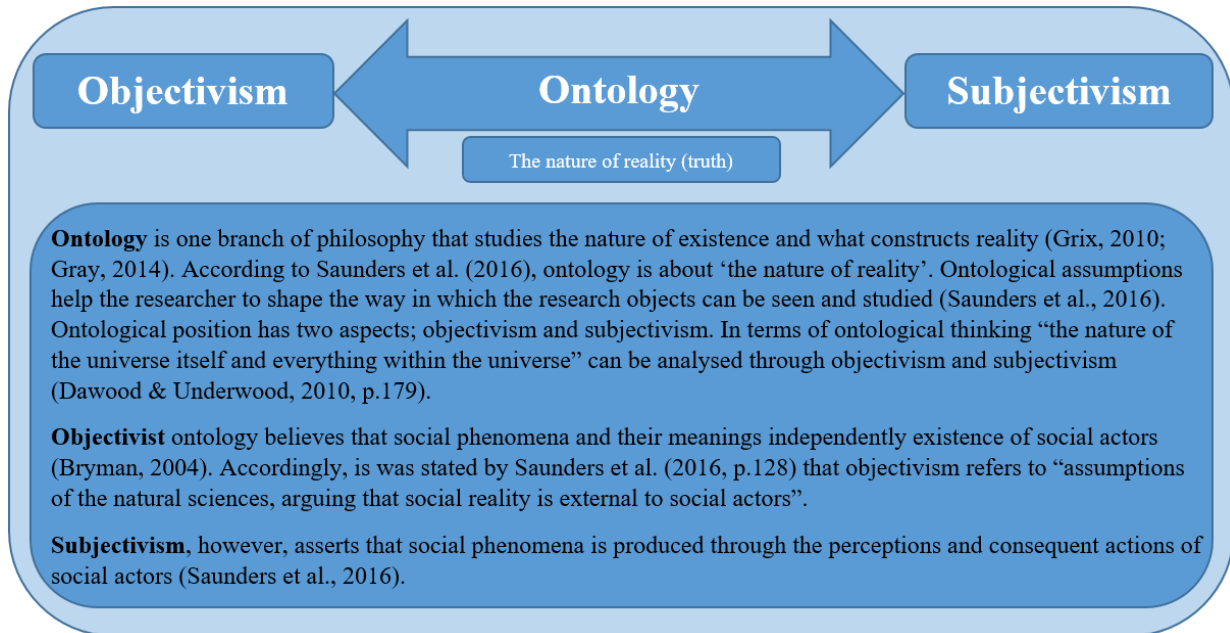 Objectivism
Ontology
Subjectivism
The nature of reality (truth)
Ontology is one branch of philosophy that studies the nature of existence and what constructs reality (Grix, 2010;
Gray, 2014). According to Saunders et al. (2016), ontology is about ‘the nature of reality’. Ontological assumptions
help the researcher to shape the way in which the research objects can be seen and studied (Saunders et al., 2016).
Ontological position has two aspects; objectivism and subjectivism. In terms of ontological thinking “the nature of
the universe itself and everything within the universe” can be analysed through objectivism and subjectivism
(Dawood & Underwood, 2010, p.179).
Objectivist ontology believes that social phenomena and their meanings independently existence of social actors
(Bryman, 2004). Accordingly, is was stated by Saunders et al. (2016, p.128) that objectivism refers to “assumptions
of the natural sciences, arguing that social reality is external to social actors”.
Subjectivism, however, asserts that social phenomena is produced through the perceptions and consequent actions of
social actors (Saunders et al., 2016).